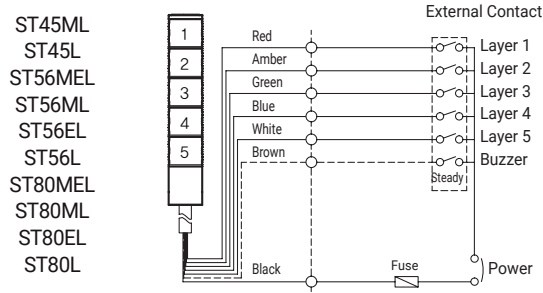 ST45ML
ST45L
ST56MEL
ST56ML
ST56EL
ST56L
ST80MEL
ST80ML
ST80EL
ST80L
1
2
3
4
5
External Contact
Red
Layer 1
Amber
Layer 2
Green
Layer 3
Blue
Layer 4
White
Layer 5
Brown
Buzzer
Steady
Black
Fuse
Power